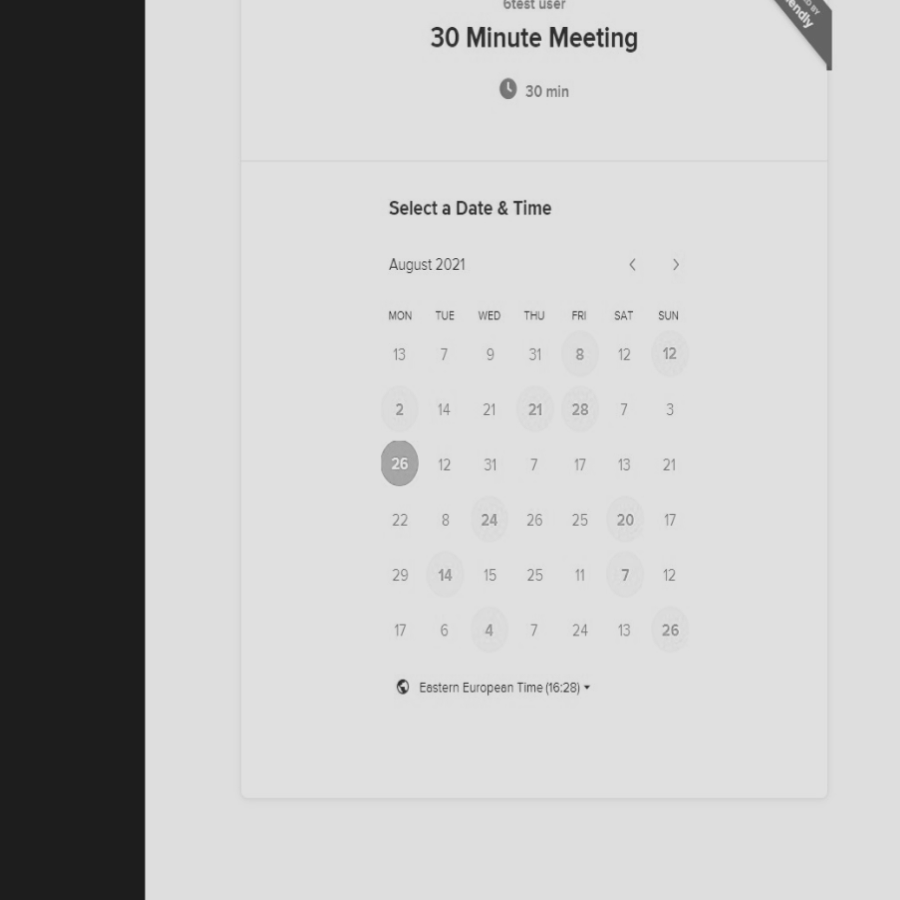 6test user
30 Minute Meeting
30 min
Select a Date & Time
August 2021
MON TUE WED THU FRI SAT SUN
13 7 9 31 8 12 12
2 14 21 21 28 7 3
26 12 31 7 17 13 21
22 8 24 26 25 20 17
29 14 15 25 11 7 12
17 6 4 7 24 13 26
Eastern European Time (16:28)